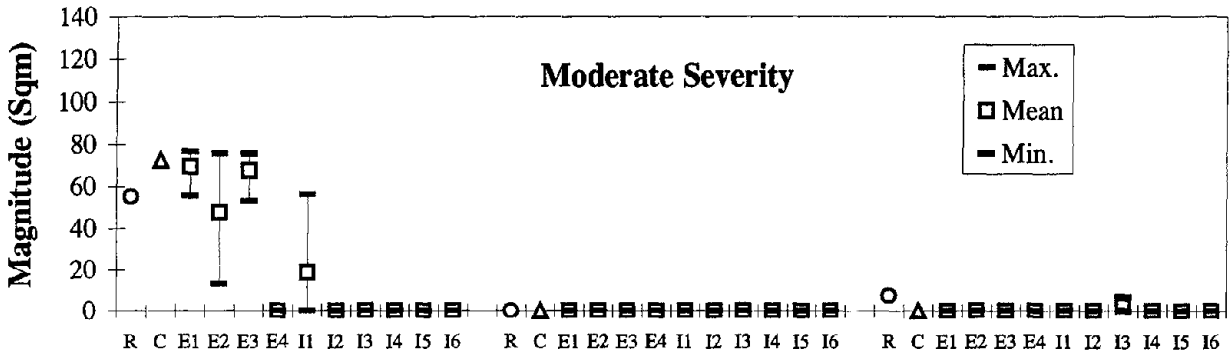 Magnitude (Sqm)
140
120
100
80
60
40
20
0
Moderate Severity
Max.
Mean
Min.
R C E1 E2 E3 E4 I1 I2 I3 I4 I5 I6 R C E1 E2 E3 E4 I1 I2 I3 I4 I5 I6 R C E1 E2 E3 E4 I1 I2 I3 I4 I5 I6